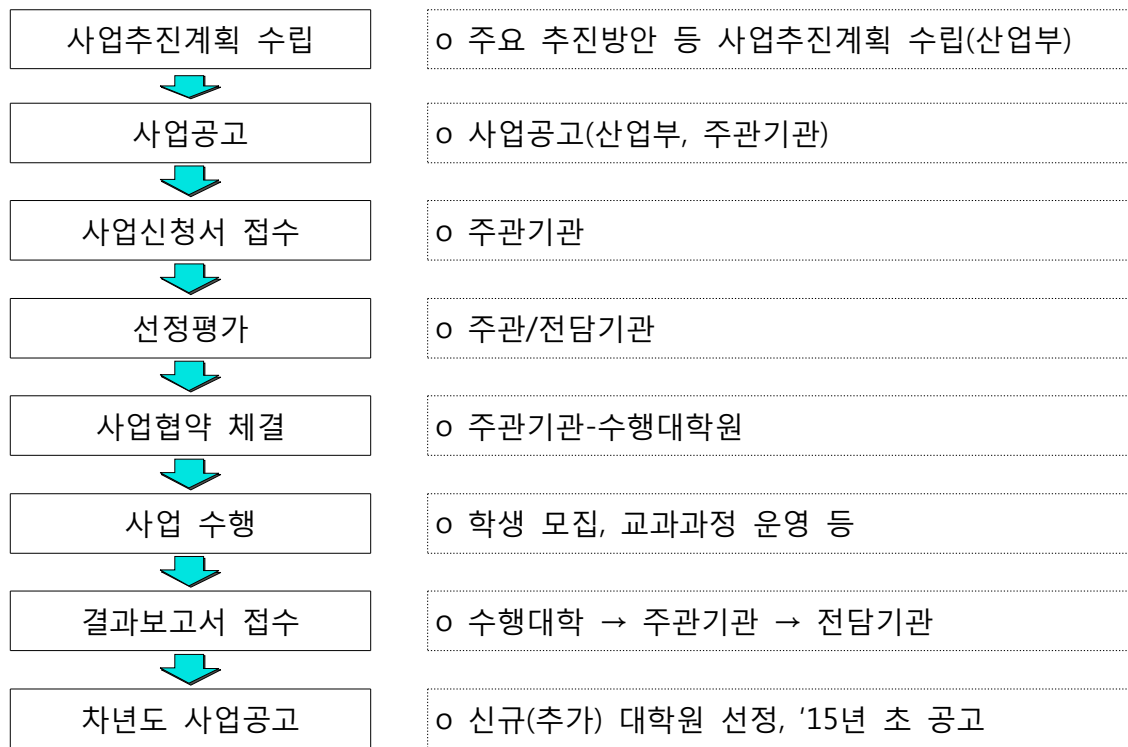 사업추진계획 수립
o 주요 추진방안 등 사업추진계획 수립(산업부)
사업공고
o 사업공고(산업부, 주관기관)
사업신청서 접수
o 주관기관
선정평가
o 주관/전담기관
사업협약 체결
o 주관기관-수행대학원
사업 수행
o 학생 모집, 교과과정 운영 등
결과보고서 접수
o 수행대학 → 주관기관 → 전담기관
차년도 사업공고
o 신규(추가) 대학원 선정, '15년 초 공고